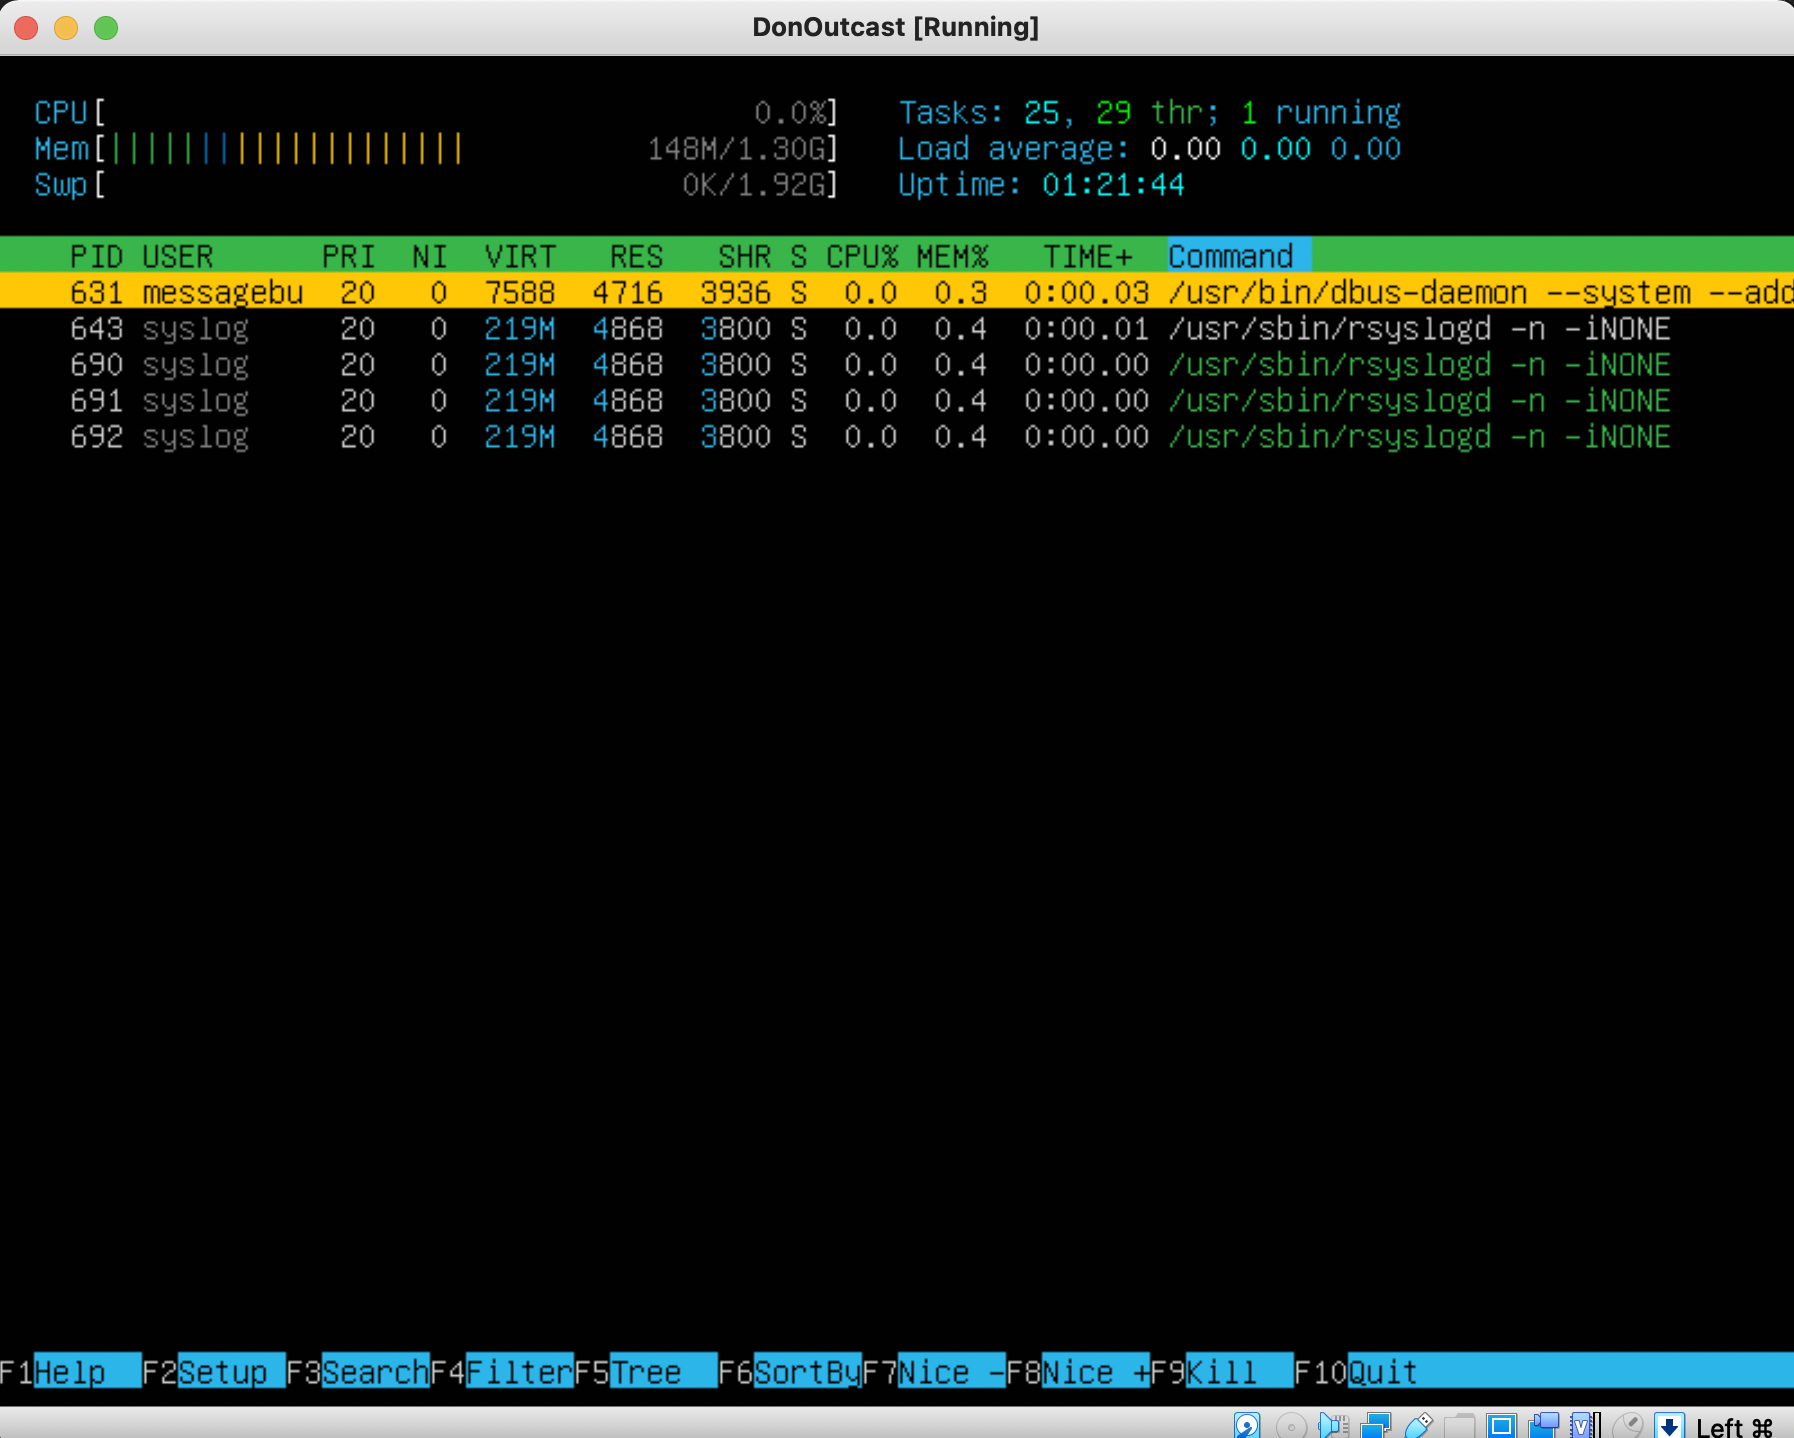 DonOutcast [Running]
CPU[ 0.0%] Tasks: 25, 29 thr; 1 running
Mem[|||||||||||||||||||| 148M/1.30G] Load average: 0.00 0.00 0.00
Swp[ 0K/1.92G] Uptime: 01:21:44
PID USER PRI NI VIRT RES SHR S CPU% MEM% TIME+ Command
631 messagebu 20 0 7588 4716 3936 S 0.0 0.3 0:00.03 /usr/bin/dbus-daemon --system --add
643 syslog 20 0 219M 4868 3800 S 0.0 0.4 0:00.01 /usr/sbin/rsyslogd -n -iNONE
690 syslog 20 0 219M 4868 3800 S 0.0 0.4 0:00.00 /usr/sbin/rsyslogd -n -iNONE
691 syslog 20 0 219M 4868 3800 S 0.0 0.4 0:00.00 /usr/sbin/rsyslogd -n -iNONE
692 syslog 20 0 219M 4868 3800 S 0.0 0.4 0:00.00 /usr/sbin/rsyslogd -n -iNONE
F1Help F2Setup F3SearchF4FilterF5Tree F6SortByF7Nice -F8Nice +F9Kill F10Quit
Left ⌘